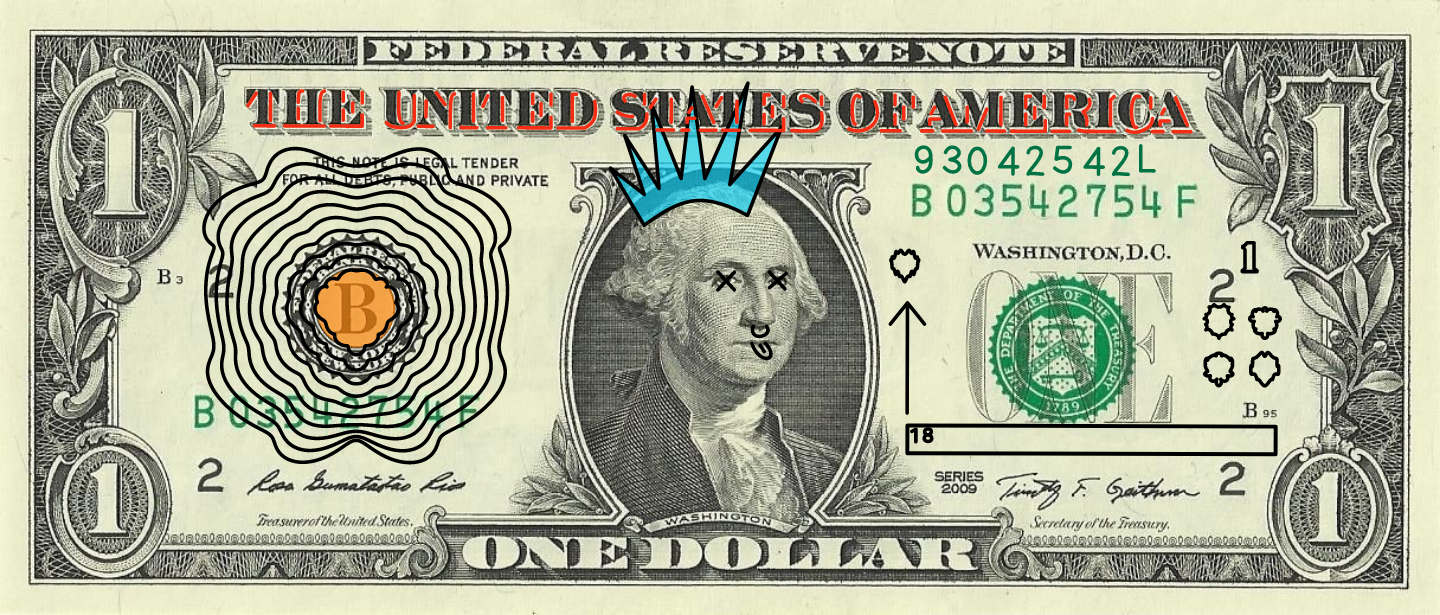 FEDERAL RESERVE NOTE
1
1
THE UNITED STATES OF AMERICA
THIS NOTE IS LEGAL TENDER
FOR ALL DEBTS, PUBLIC AND PRIVATE
93042542L
B03542754F
WASHINGTON, D.C.
1
B 3
2
B
2
ONE
THE DEPARTMENT OF THE TREASURY
1789
B03542754F
B 95
18
2
Rosa Gumataotao Rios
SERIES
2009
Timothy F. Geithner
2
Treasurer of the United States.
WASHINGTON
Secretary of the Treasury.
1
ONE DOLLAR
1